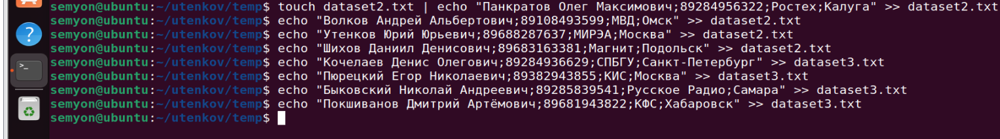 semyon@ubuntu:~/utenkov/temp$ touch dataset2.txt | echo "Панкратов Олег Максимович;89284956322;Ростех;Калуга" >> dataset2.txt
semyon@ubuntu:~/utenkov/temp$ echo "Волков Андрей Альбертович;89108493599;МВД;Омск" >> dataset2.txt
semyon@ubuntu:~/utenkov/temp$ echo "Утенков Юрий Юрьевич;89688287637;МИРЭА;Москва" >> dataset2.txt
semyon@ubuntu:~/utenkov/temp$ echo "Шихов Даниил Денисович;89683163381;Магнит;Подольск" >> dataset2.txt
semyon@ubuntu:~/utenkov/temp$ echo "Кочелаев Денис Олегович;89284936629;СПБГУ;Санкт-Петербург" >> dataset3.txt
semyon@ubuntu:~/utenkov/temp$ echo "Пюрецкий Егор Николаевич;89382943855;КИС;Москва" >> dataset3.txt
semyon@ubuntu:~/utenkov/temp$ echo "Быковский Николай Андреевич;89285839541;Русское Радио;Самара" >> dataset3.txt
semyon@ubuntu:~/utenkov/temp$ echo "Покшиванов Дмитрий Артёмович;89681943822;КФС;Хабаровск" >> dataset3.txt
semyon@ubuntu:~/utenkov/temp$